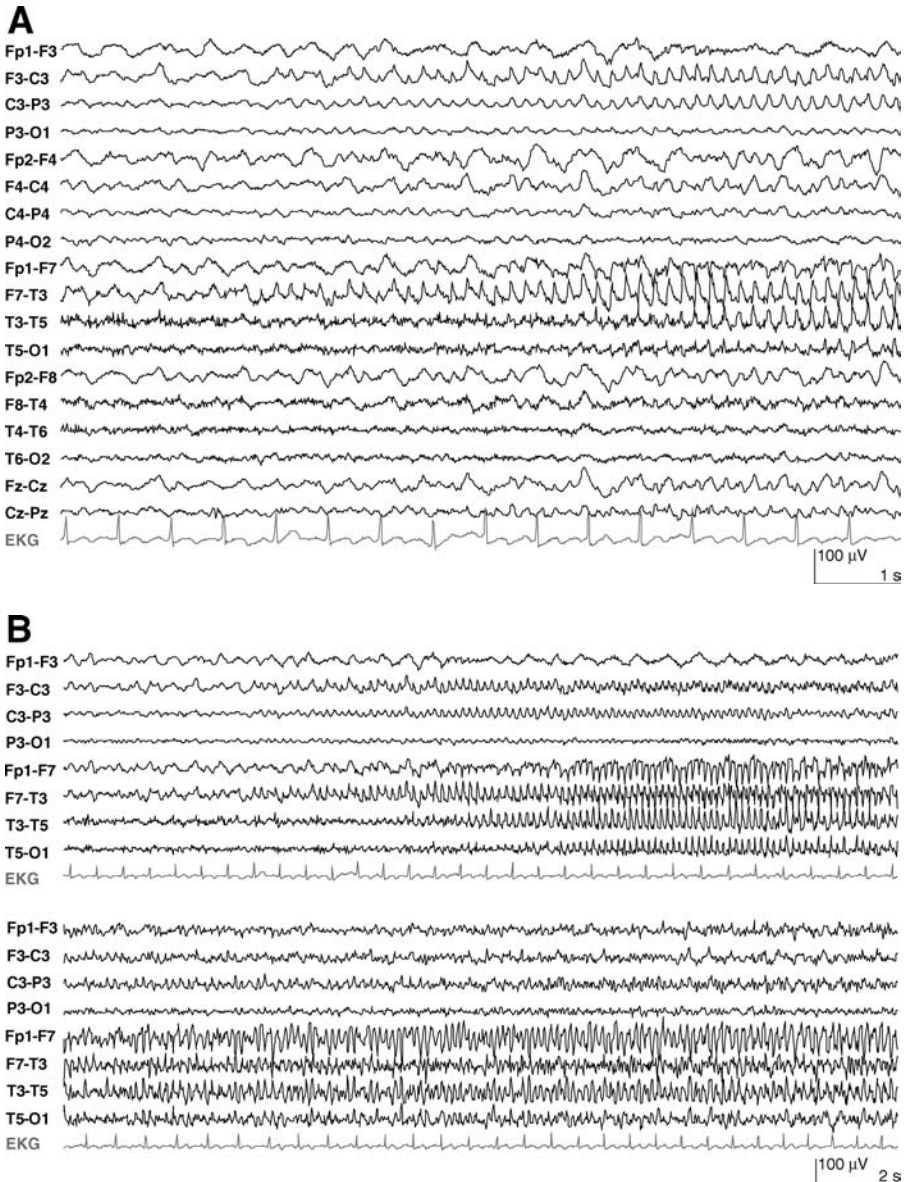 A
Fp1-F3
F3-C3
C3-P3
P3-O1
Fp2-F4
F4-C4
C4-P4
P4-O2
Fp1-F7
F7-T3
T3-T5
T5-O1
Fp2-F8
F8-T4
T4-T6
T6-O2
Fz-Cz
Cz-Pz
EKG
100 µV
1 s
B
Fp1-F3
F3-C3
C3-P3
P3-O1
Fp1-F7
F7-T3
T3-T5
T5-O1
EKG
Fp1-F3
F3-C3
C3-P3
P3-O1
Fp1-F7
F7-T3
T3-T5
T5-O1
EKG
100 µV
2 s